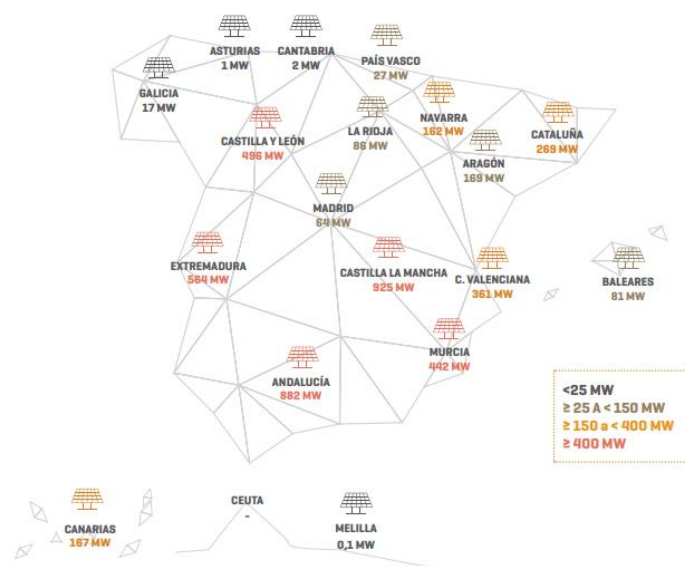 ASTURIAS
1 MW
CANTABRIA
2 MW
PAÍS VASCO
27 MW
GALICIA
17 MW
CASTILLA Y LEÓN
496 MW
LA RIOJA
86 MW
NAVARRA
162 MW
ARAGÓN
169 MW
CATALUÑA
269 MW
MADRID
64 MW
EXTREMADURA
564 MW
CASTILLA LA MANCHA
925 MW
C. VALENCIANA
361 MW
BALEARES
81 MW
MURCIA
442 MW
ANDALUCÍA
882 MW
<25 MW
≥ 25 A < 150 MW
≥ 150 a < 400 MW
≥ 400 MW
CANARIAS
167 MW
CEUTA
-
MELILLA
0,1 MW